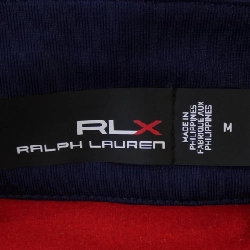 RLX
RALPH LAUREN
MADE IN
PHILIPPINES
FABRIQUÉ AUX
PHILIPPINES
M